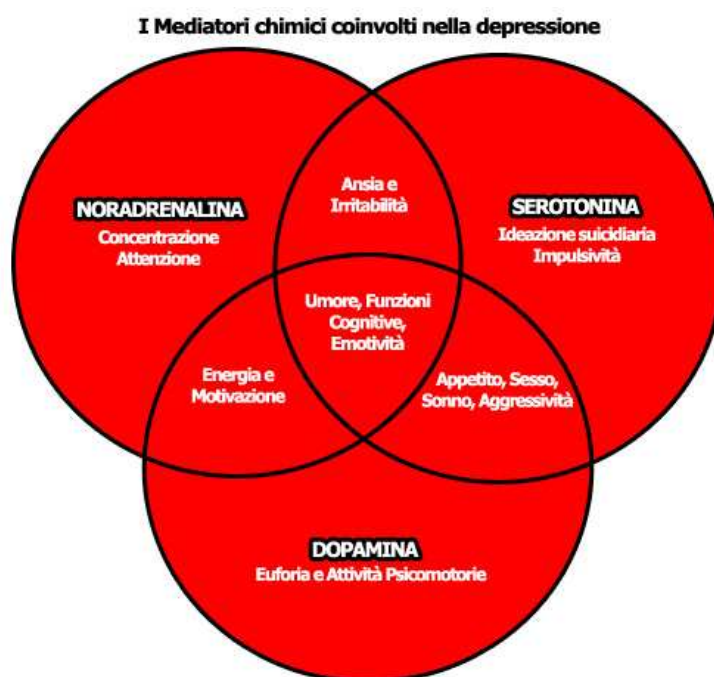 I Mediatori chimici coinvolti nella depressione
Ansia e
Irritabilità
NORADRENALINA
Concentrazione
Attenzione
SEROTONINA
Ideazione suicidiaria
Impulsività
Umore, Funzioni
Cognitive,
Emotività
Energia e
Motivazione
Appetito, Sesso,
Sonno, Aggressività
DOPAMINA
Euforia e Attività Psicomotorie